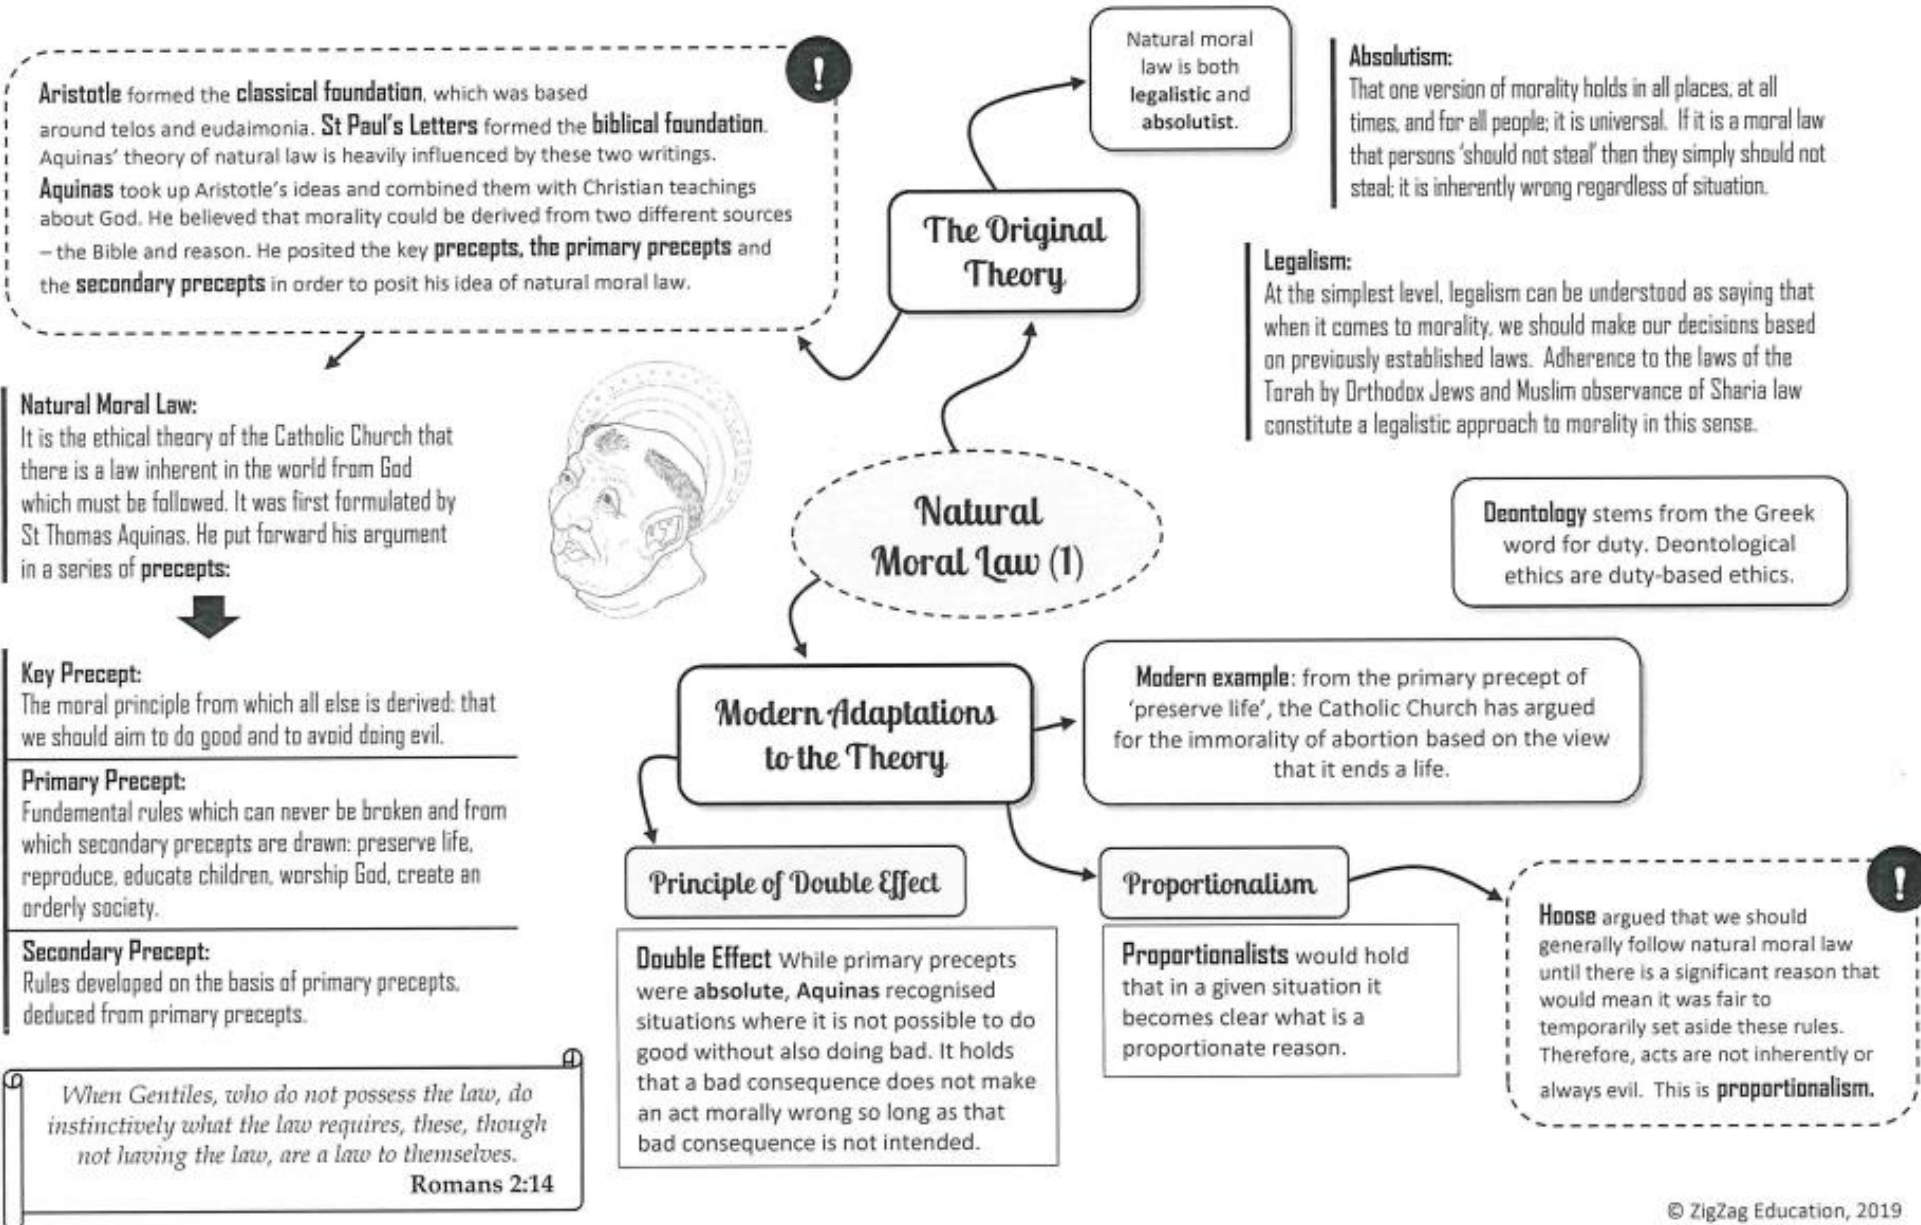 !
Aristotle formed the classical foundation, which was based
around telos and eudaimonia. St Paul's Letters formed the biblical foundation.
Aquinas' theory of natural law is heavily influenced by these two writings.
Aquinas took up Aristotle's ideas and combined them with Christian teachings
about God. He believed that morality could be derived from two different sources
– the Bible and reason. He posited the key precepts, the primary precepts and
the secondary precepts in order to posit his idea of natural moral law.
Natural moral
law is both
legalistic and
absolutist.
Absolutism:
That one version of morality holds in all places, at all
times, and for all people; it is universal. If it is a moral law
that persons 'should not steal' then they simply should not
steal; it is inherently wrong regardless of situation.
The Original
Theory
Legalism:
At the simplest level, legalism can be understood as saying that
when it comes to morality, we should make our decisions based
on previously established laws. Adherence to the laws of the
Torah by Orthodox Jews and Muslim observance of Sharia law
constitute a legalistic approach to morality in this sense.
Natural Moral Law:
It is the ethical theory of the Catholic Church that
there is a law inherent in the world from God
which must be followed. It was first formulated by
St Thomas Aquinas. He put forward his argument
in a series of precepts:
Natural
Moral Law (1)
Deontology stems from the Greek
word for duty. Deontological
ethics are duty-based ethics.
Key Precept:
The moral principle from which all else is derived: that
we should aim to do good and to avoid doing evil.
Primary Precept:
Fundamental rules which can never be broken and from
which secondary precepts are drawn: preserve life,
reproduce, educate children, worship God, create an
orderly society.
Secondary Precept:
Rules developed on the basis of primary precepts,
deduced from primary precepts.
When Gentiles, who do not possess the law, do
instinctively what the law requires, these, though
not having the law, are a law to themselves.
Romans 2:14
Modern Adaptations
to the Theory
Modern example: from the primary precept of
'preserve life', the Catholic Church has argued
for the immorality of abortion based on the view
that it ends a life.
Principle of Double Effect
Double Effect While primary precepts
were absolute, Aquinas recognised
situations where it is not possible to do
good without also doing bad. It holds
that a bad consequence does not make
an act morally wrong so long as that
bad consequence is not intended.
Proportionalism
Proportionalists would hold
that in a given situation it
becomes clear what is a
proportionate reason.
!
Hoose argued that we should
generally follow natural moral law
until there is a significant reason that
would mean it was fair to
temporarily set aside these rules.
Therefore, acts are not inherently or
always evil. This is proportionalism.
© ZigZag Education, 2019